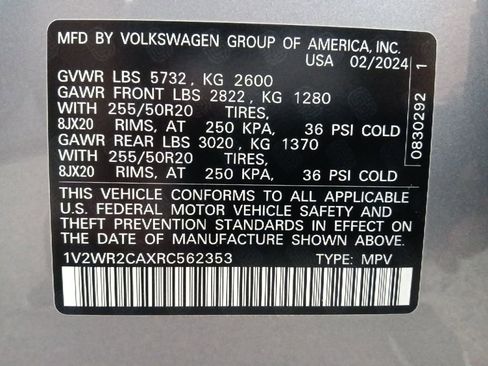 MFD BY VOLKSWAGEN GROUP OF AMERICA, INC.
USA 02/2024
GVWR LBS 5732 , KG 2600
GAWR FRONT LBS 2822 , KG 1280
WITH 255/50R20 TIRES,
8JX20 RIMS, AT 250 KPA, 36 PSI COLD
GAWR REAR LBS 3020 , KG 1370
WITH 255/50R20 TIRES,
8JX20 RIMS, AT 250 KPA, 36 PSI COLD
THIS VEHICLE CONFORMS TO ALL APPLICABLE
U.S. FEDERAL MOTOR VEHICLE SAFETY AND
THEFT PREVENTION STANDARDS IN EFFECT ON
THE DATE OF MANUFACTURE SHOWN ABOVE.
1V2WR2CAXRC562353 TYPE: MPV
0830292 1